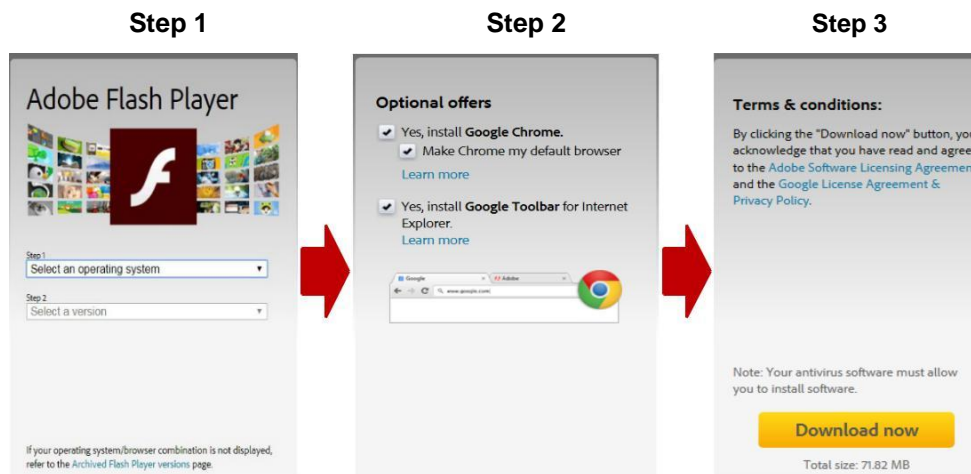 Step 1
Adobe Flash Player
Step 1
Select an operating system
Step 2
Select a version
If your operating system/browser combination is not displayed,
refer to the Archived Flash Player versions page.
Step 2
Optional offers
Yes, install Google Chrome.
Make Chrome my default browser
Learn more
Yes, install Google Toolbar for Internet
Explorer.
Learn more
Google
Adobe
www.google.com
Step 3
Terms & conditions:
By clicking the "Download now" button, you
acknowledge that you have read and agree
to the Adobe Software Licensing Agreemen
and the Google License Agreement &
Privacy Policy.
Note: Your antivirus software must allow
you to install software.
Download now
Total size: 71.82 MB